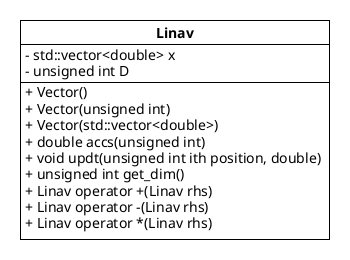 Linav
- std::vector<double> x
- unsigned int D
+ Vector()
+ Vector(unsigned int)
+ Vector(std::vector<double>)
+ double accs(unsigned int)
+ void updt(unsigned int ith position, double)
+ unsigned int get_dim()
+ Linav operator +(Linav rhs)
+ Linav operator -(Linav rhs)
+ Linav operator *(Linav rhs)